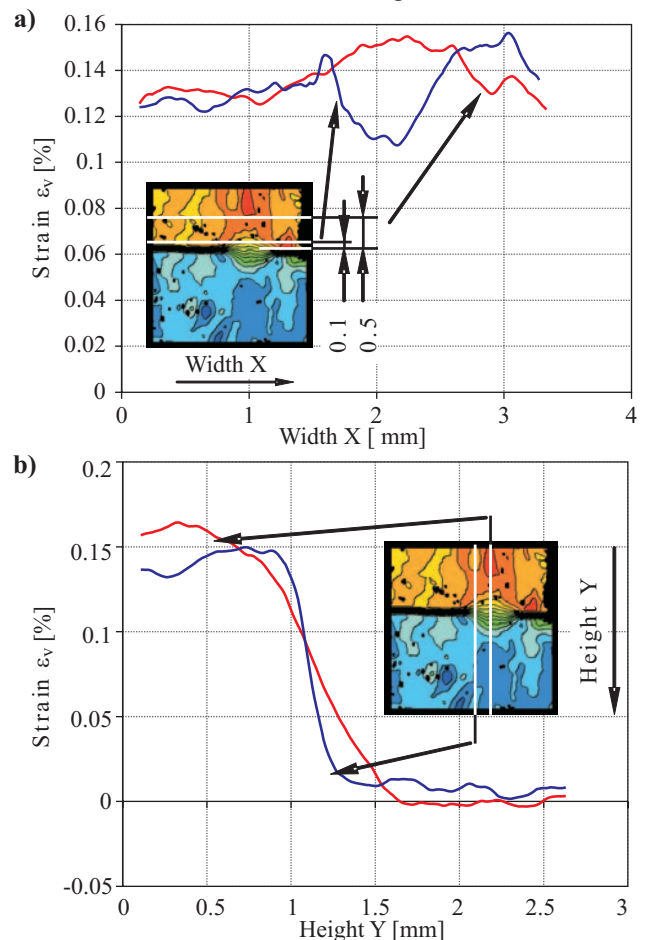 a)
0.16
0.14
0.12
0.1
0.08
0.06
0.04
0.02
0
Strain εv [%]
0.1
0.5
Width X
0 1 2 3 4
Width X [ mm]
b)
0.2
0.15
0.1
0.05
0
-0.05
Strain εv [%]
Height Y
0 0.5 1 1.5 2 2.5 3
Height Y [mm]